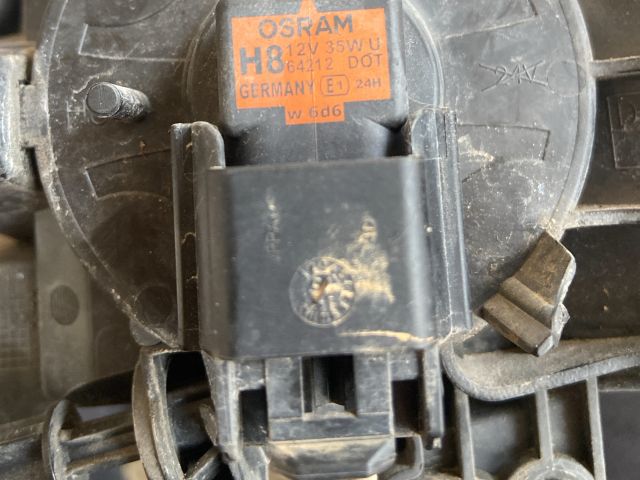 OSRAM
H8 12V 35W U
64212 DOT
GERMANY E1 24H
w 6d6